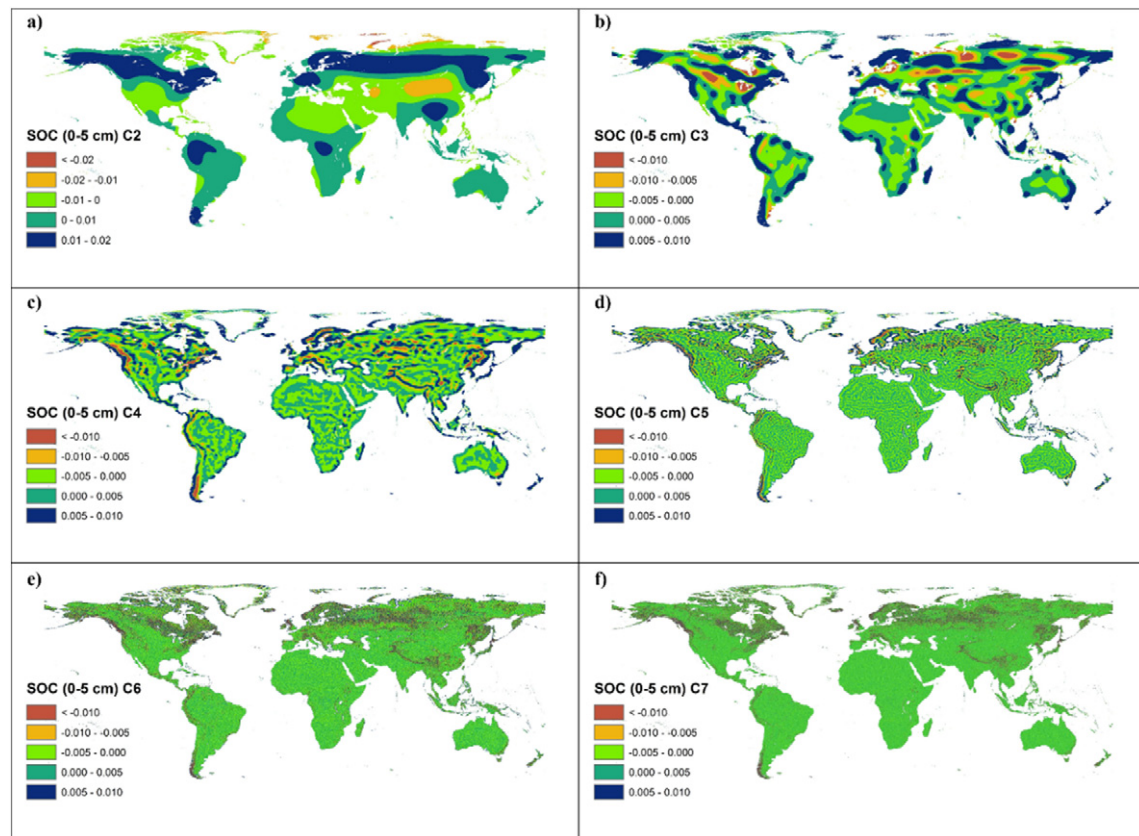 a)
SOC (0-5 cm) C2
< -0.02
-0.02 - -0.01
-0.01 - 0
0 - 0.01
0.01 - 0.02
b)
SOC (0-5 cm) C3
< -0.010
-0.010 - -0.005
-0.005 - 0.000
0.000 - 0.005
0.005 - 0.010
c)
SOC (0-5 cm) C4
< -0.010
-0.010 - -0.005
-0.005 - 0.000
0.000 - 0.005
0.005 - 0.010
d)
SOC (0-5 cm) C5
< -0.010
-0.010 - -0.005
-0.005 - 0.000
0.000 - 0.005
0.005 - 0.010
e)
SOC (0-5 cm) C6
< -0.010
-0.010 - -0.005
-0.005 - 0.000
0.000 - 0.005
0.005 - 0.010
f)
SOC (0-5 cm) C7
< -0.010
-0.010 - -0.005
-0.005 - 0.000
0.000 - 0.005
0.005 - 0.010